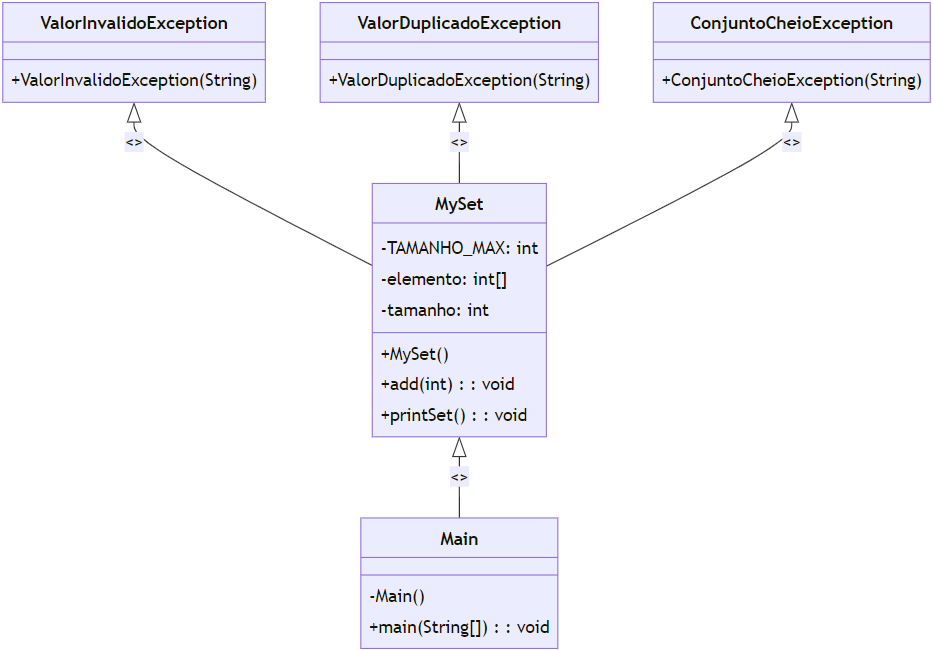 ValorInvalidoException
+ValorInvalidoException(String)
ValorDuplicadoException
+ValorDuplicadoException(String)
ConjuntoCheioException
+ConjuntoCheioException(String)
<>
<>
<>
MySet
-TAMANHO_MAX: int
-elemento: int[]
-tamanho: int
+MySet()
+add(int) : : void
+printSet() : : void
<>
Main
-Main()
+main(String[]) : : void